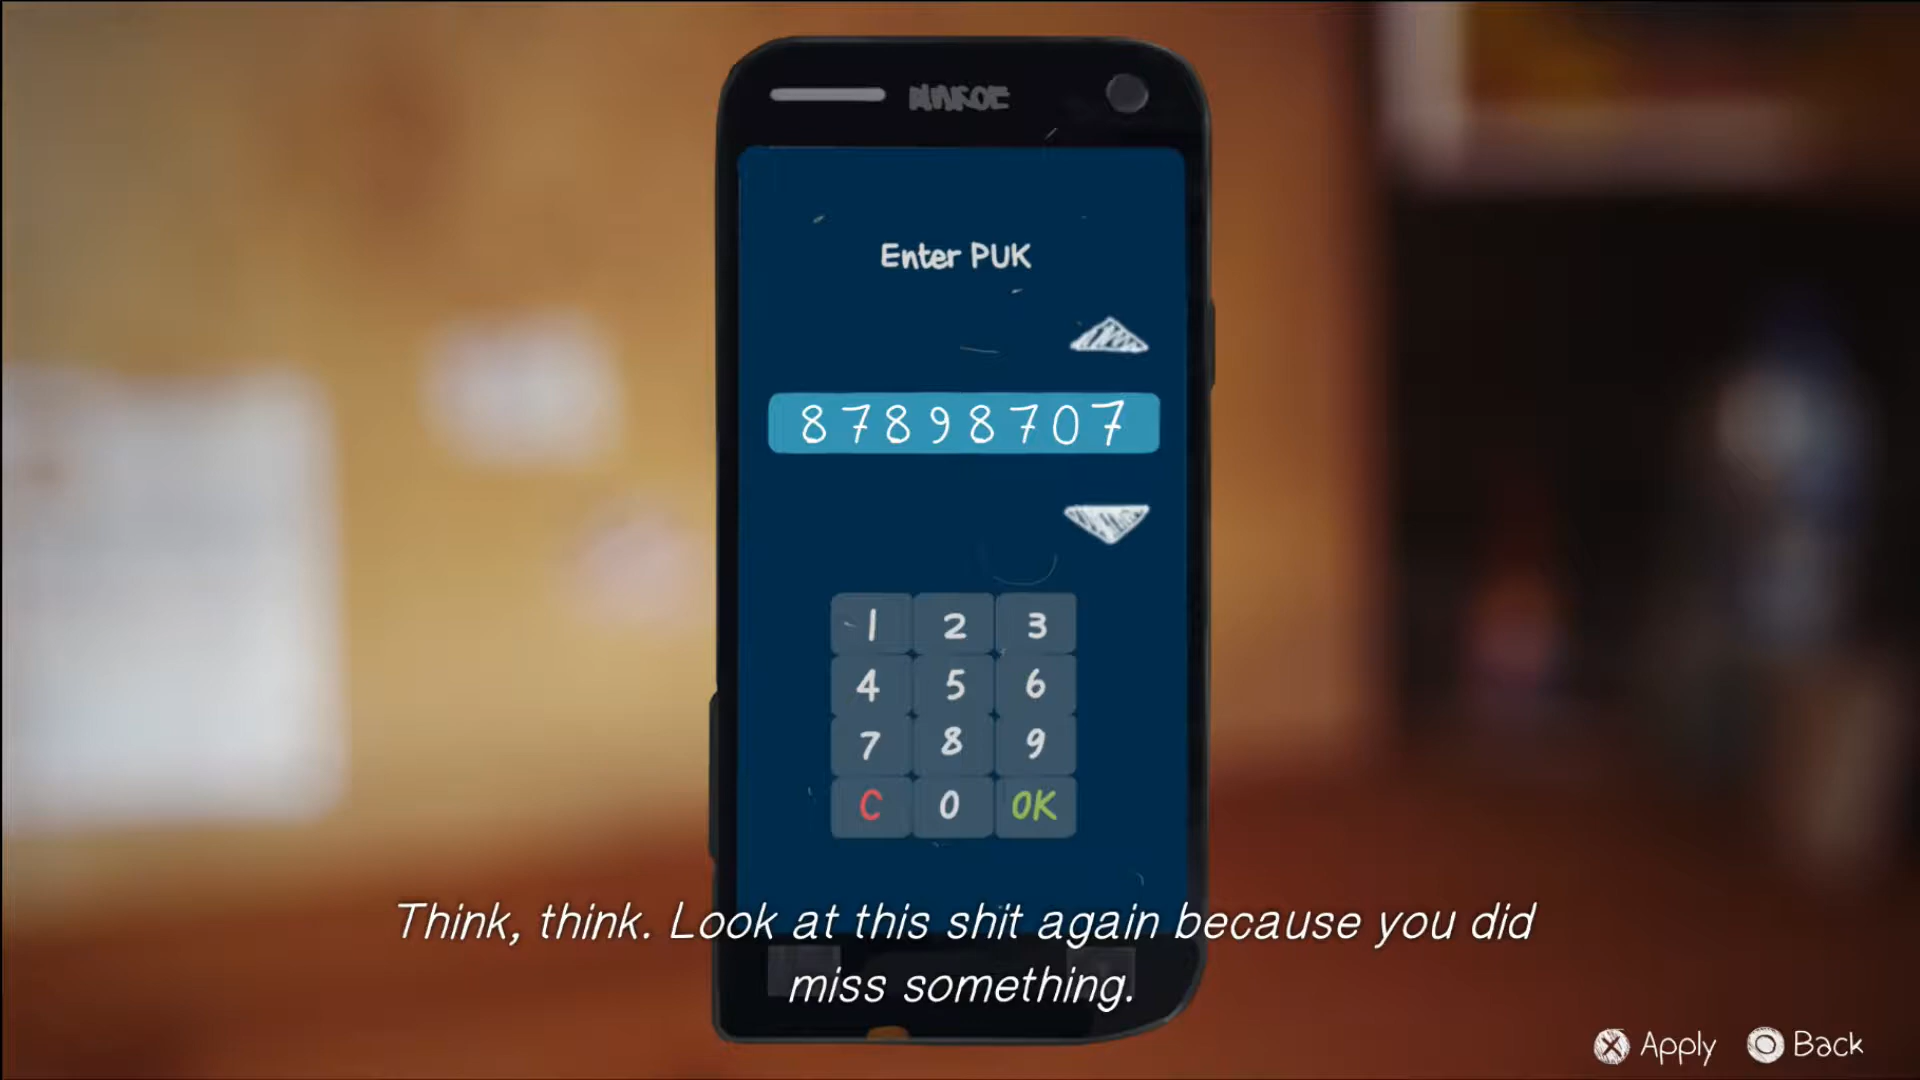 Enter PUK
87898707
1 2 3
4 5 6
7 8 9
C 0 OK
Think, think. Look at this shit again because you did
miss something.
Apply Back